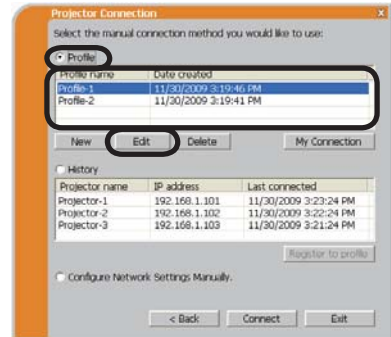 Projector Connection
x
Select the manual connection method you would like to use:
Profile
Profile name Date created
Profile-1 11/30/2009 3:19:46 PM
Profile-2 11/30/2009 3:19:41 PM
New Edit Delete My Connection
History
Projector name IP address Last connected
Projector-1 192.168.1.101 11/30/2009 3:23:24 PM
Projector-2 192.168.1.102 11/30/2009 3:22:24 PM
Projector-3 192.168.1.103 11/30/2009 3:21:24 PM
Register to profile
Configure Network Settings Manually.
< Back Connect Exit